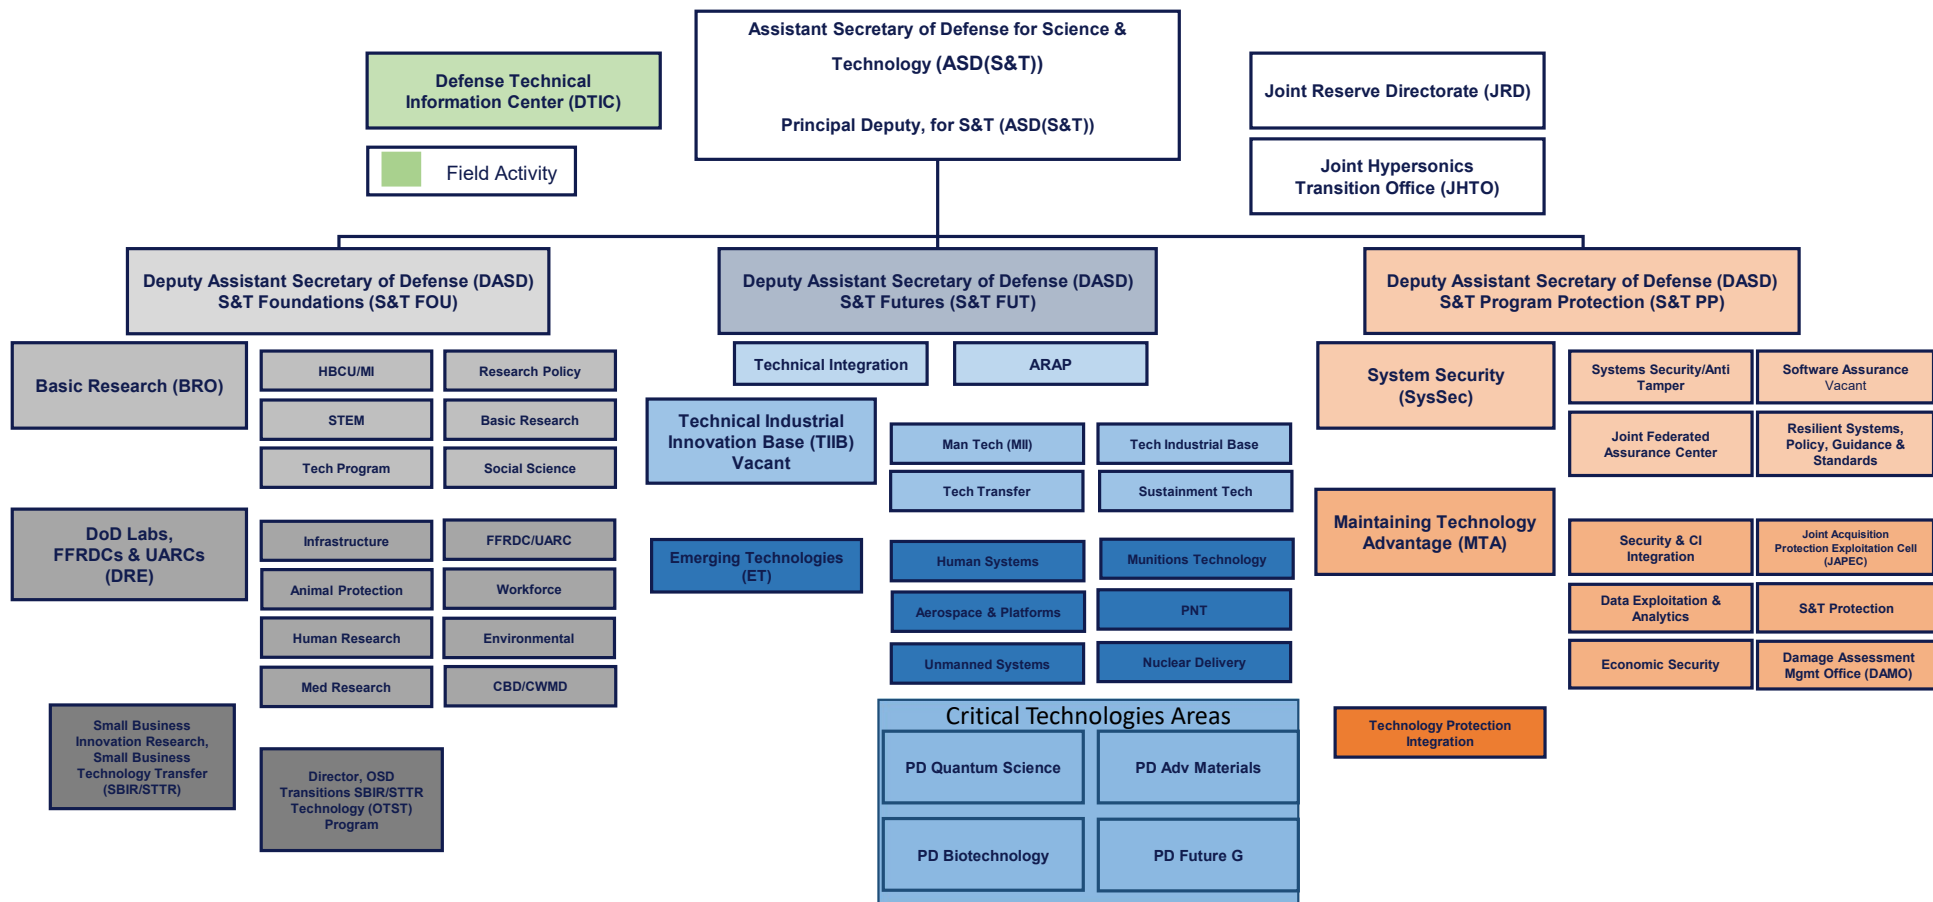 Assistant Secretary of Defense for Science &
Technology (ASD(S&T))
Principal Deputy, for S&T (ASD(S&T))
Defense Technical
Information Center (DTIC)
Field Activity
Joint Reserve Directorate (JRD)
Joint Hypersonics
Transition Office (JHTO)
Deputy Assistant Secretary of Defense (DASD)
S&T Foundations (S&T FOU)
Basic Research (BRO)
HBCU/MI
Research Policy
STEM
Basic Research
Tech Program
Social Science
DoD Labs,
FFRDCs & UARCs
(DRE)
Infrastructure
FFRDC/UARC
Animal Protection
Workforce
Human Research
Environmental
Med Research
CBD/CWMD
Small Business
Innovation Research,
Small Business
Technology Transfer
(SBIR/STTR)
Director, OSD
Transitions SBIR/STTR
Technology (OTST)
Program
Deputy Assistant Secretary of Defense (DASD)
S&T Futures (S&T FUT)
Technical Integration
ARAP
Technical Industrial
Innovation Base (TIIB)
Vacant
Man Tech (MII)
Tech Industrial Base
Tech Transfer
Sustainment Tech
Emerging Technologies
(ET)
Human Systems
Munitions Technology
Aerospace & Platforms
PNT
Unmanned Systems
Nuclear Delivery
Critical Technologies Areas
PD Quantum Science
PD Adv Materials
PD Biotechnology
PD Future G
Deputy Assistant Secretary of Defense (DASD)
S&T Program Protection (S&T PP)
System Security
(SysSec)
Systems Security/Anti
Tamper
Software Assurance
Vacant
Joint Federated
Assurance Center
Resilient Systems,
Policy, Guidance &
Standards
Maintaining Technology
Advantage (MTA)
Security & CI
Integration
Joint Acquisition
Protection Exploitation Cell
(JAPEC)
Data Exploitation &
Analytics
S&T Protection
Economic Security
Damage Assessment
Mgmt Office (DAMO)
Technology Protection
Integration